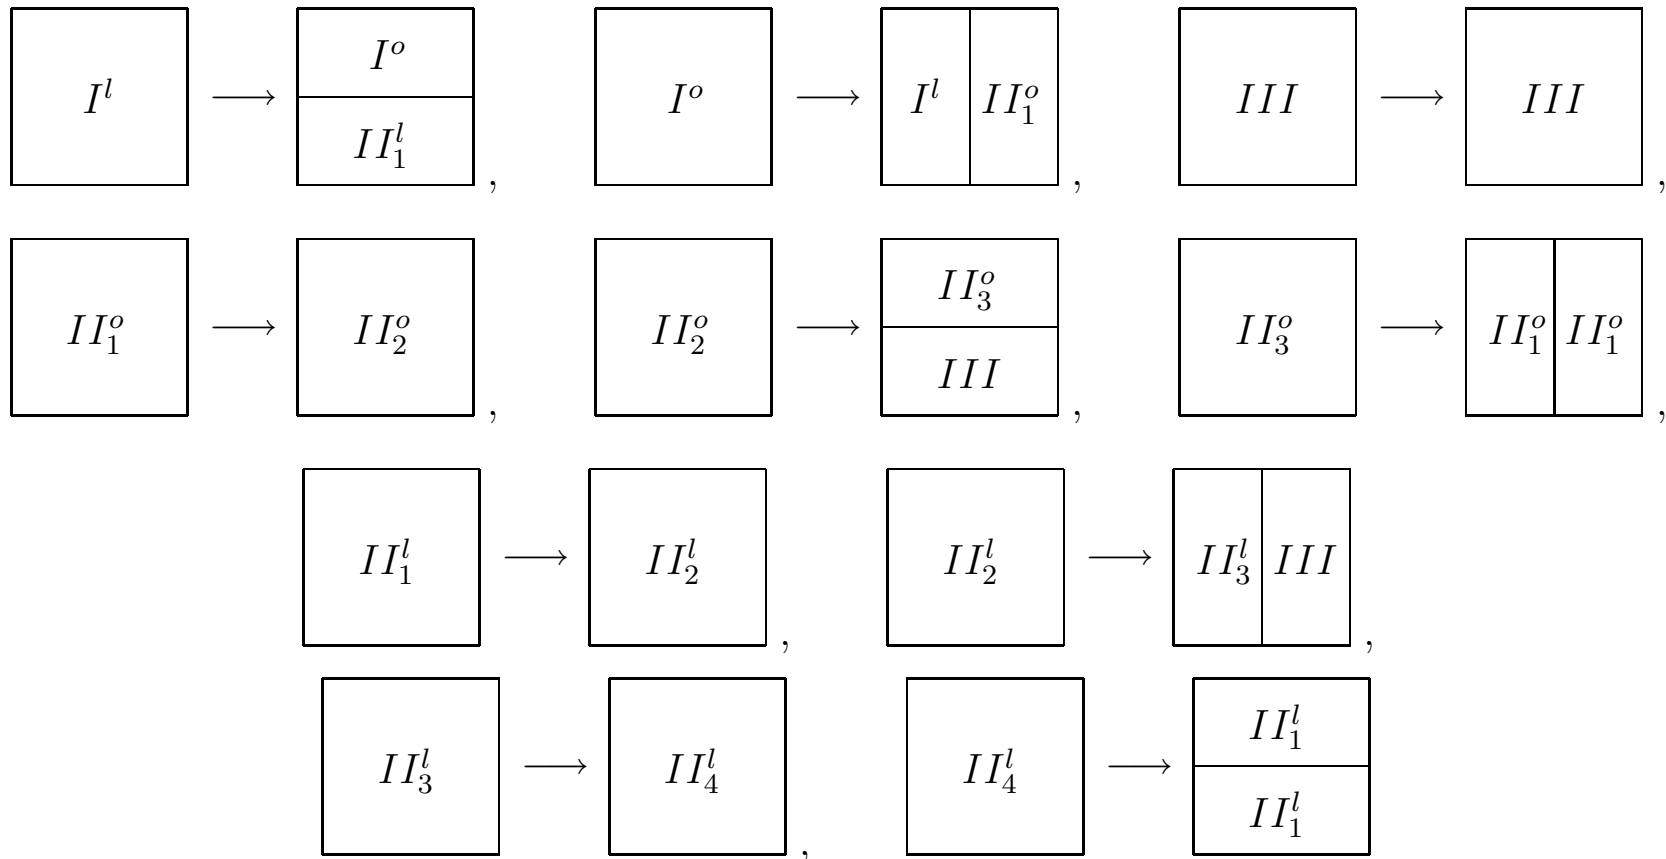 I^l ⟶ I^o
II_1^l , I^o ⟶ I^l II_1^o , III ⟶ III ,
II_1^o ⟶ II_2^o , II_2^o ⟶ II_3^o
III , II_3^o ⟶ II_1^o II_1^o ,
II_1^l ⟶ II_2^l , II_2^l ⟶ II_3^l III ,
II_3^l ⟶ II_4^l , II_4^l ⟶ II_1^l
II_1^l